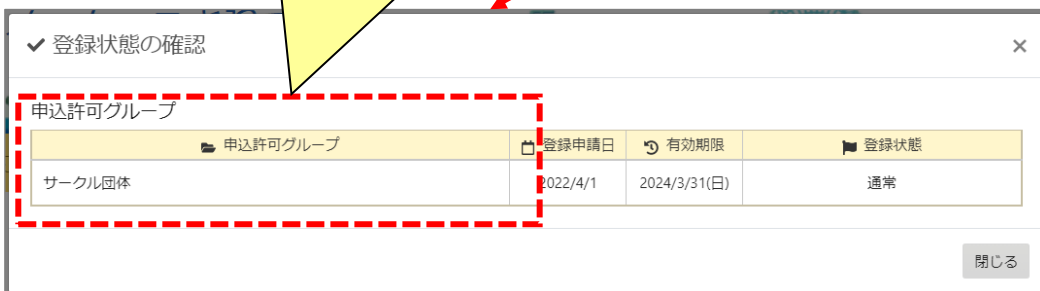 登録状態の確認
申込許可グループ
申込許可グループ 登録申請日 有効期限 登録状態
サークル団体 2022/4/1 2024/3/31(日) 通常
閉じる